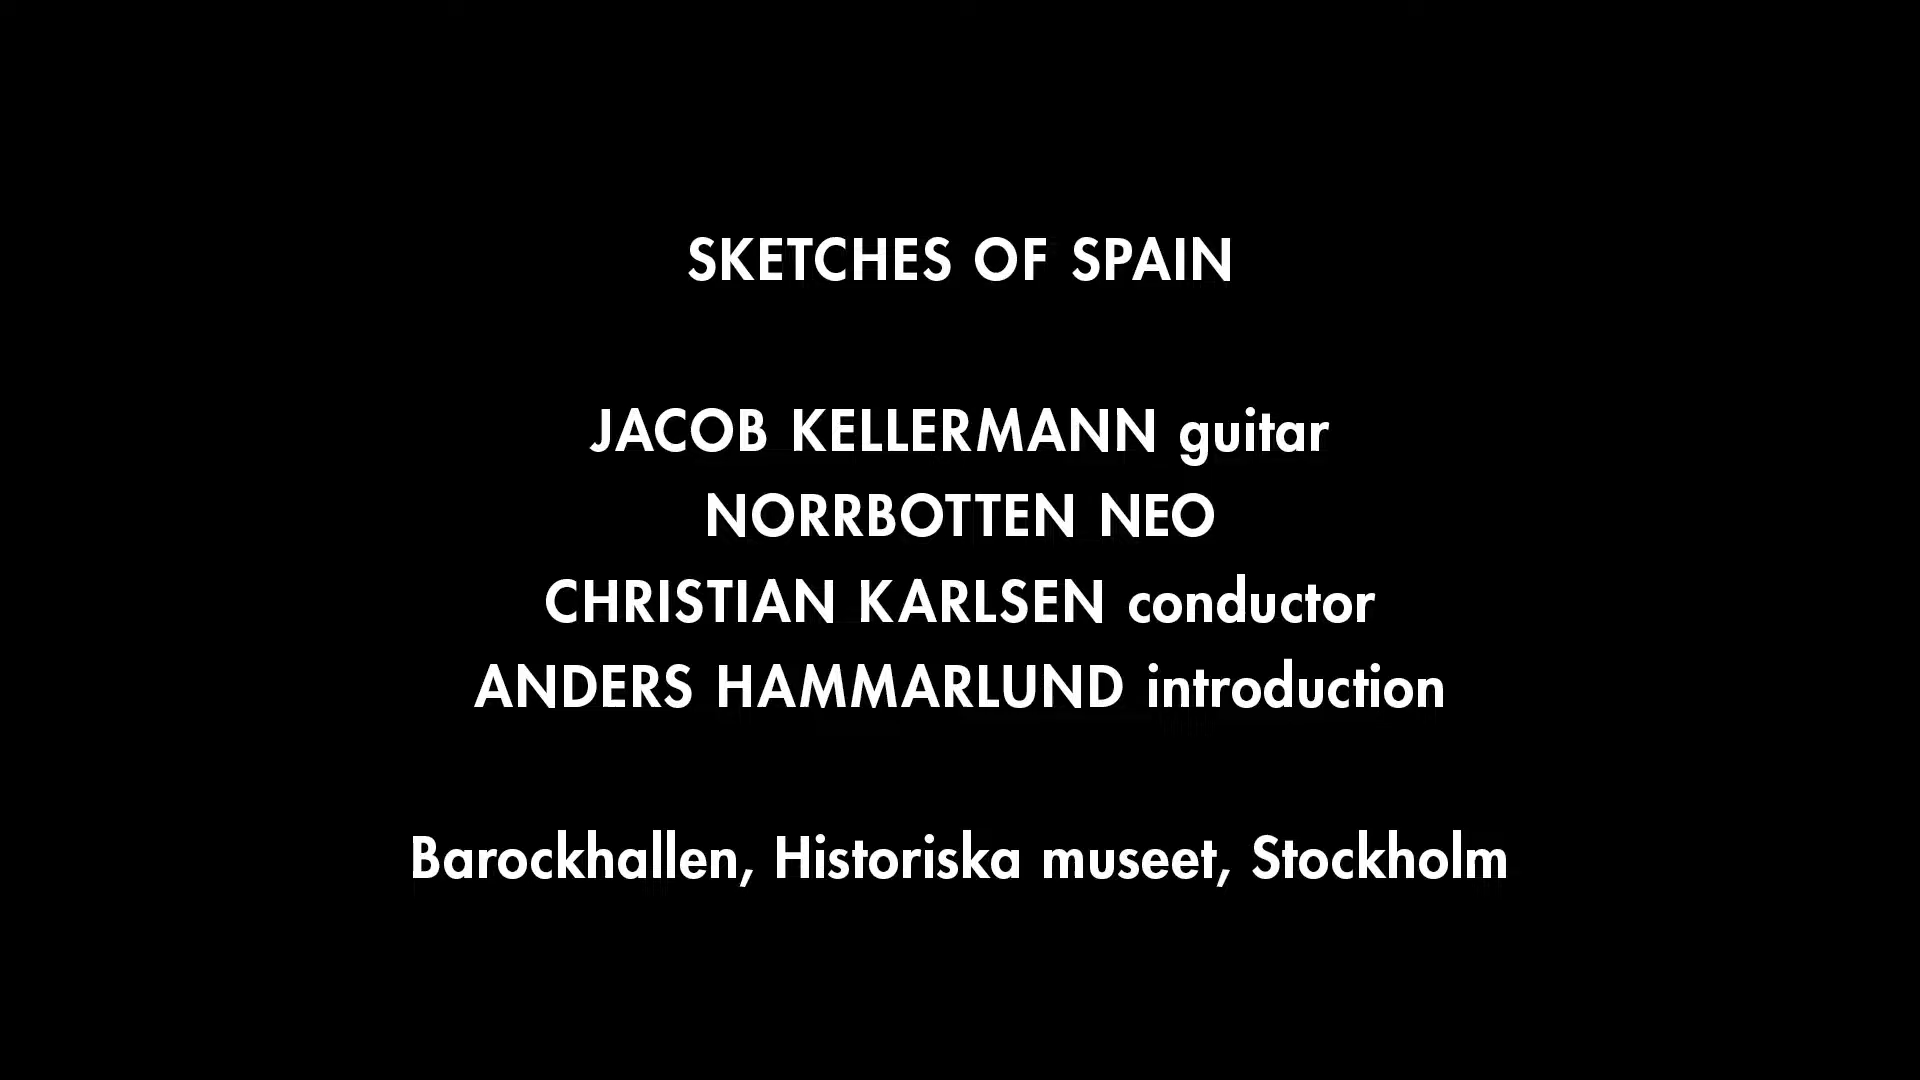 SKETCHES OF SPAIN
JACOB KELLERMANN guitar
NORRBOTTEN NEO
CHRISTIAN KARLSEN conductor
ANDERS HAMMARLUND introduction
Barockhallen, Historiska museet, Stockholm